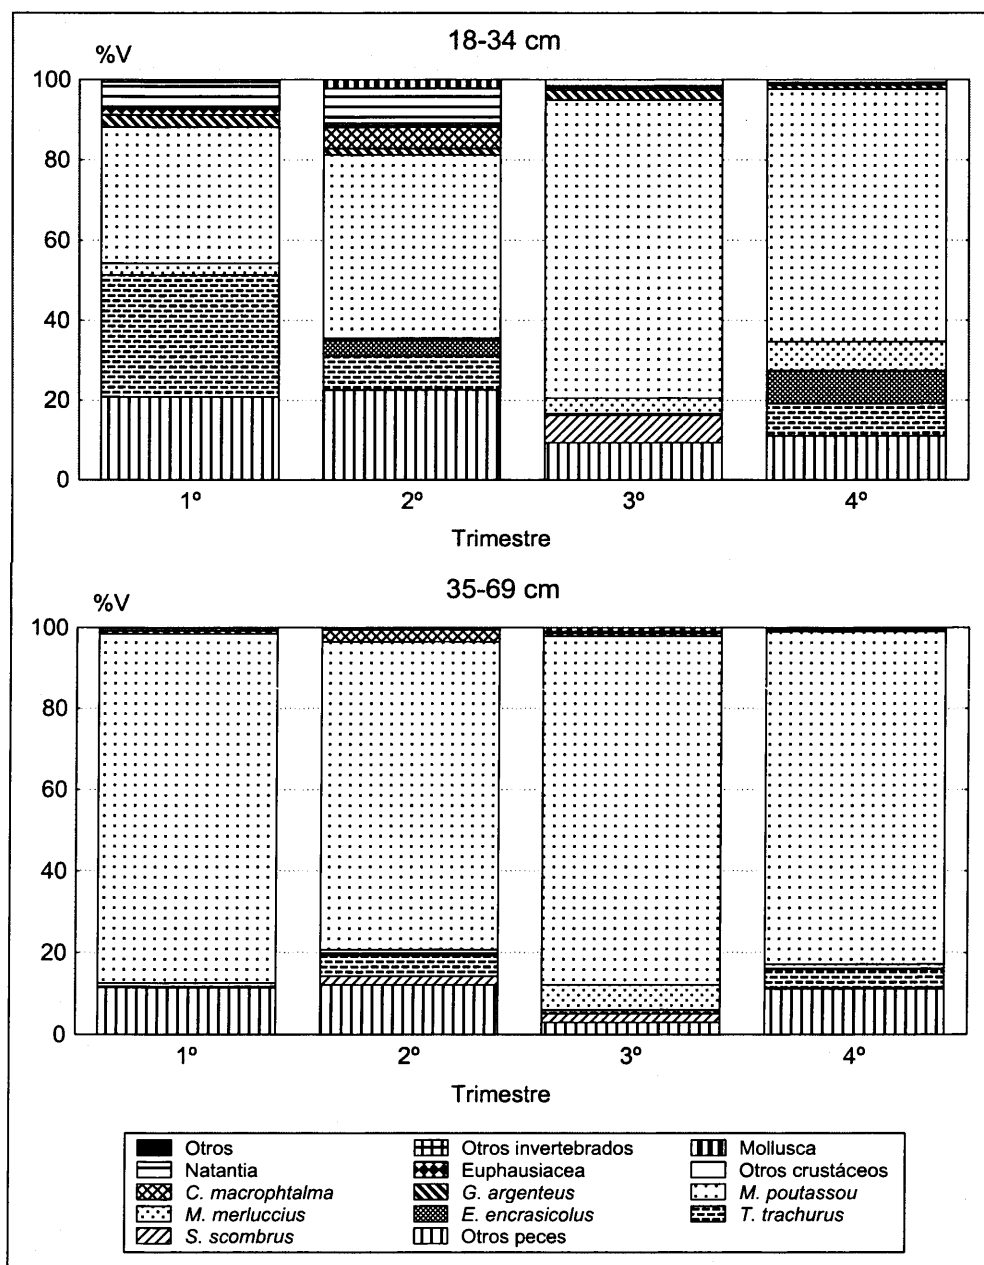 18-34 cm
%V
100
80
60
40
20
0
1º 2º 3º 4º
Trimestre
35-69 cm
%V
100
80
60
40
20
0
1º 2º 3º 4º
Trimestre
Otros Otros invertebrados Mollusca
Natantia Euphausiacea Otros crustáceos
C. macrophtalma G. argenteus M. poutassou
M. merluccius E. encrasicolus T. trachurus
S. scombrus Otros peces